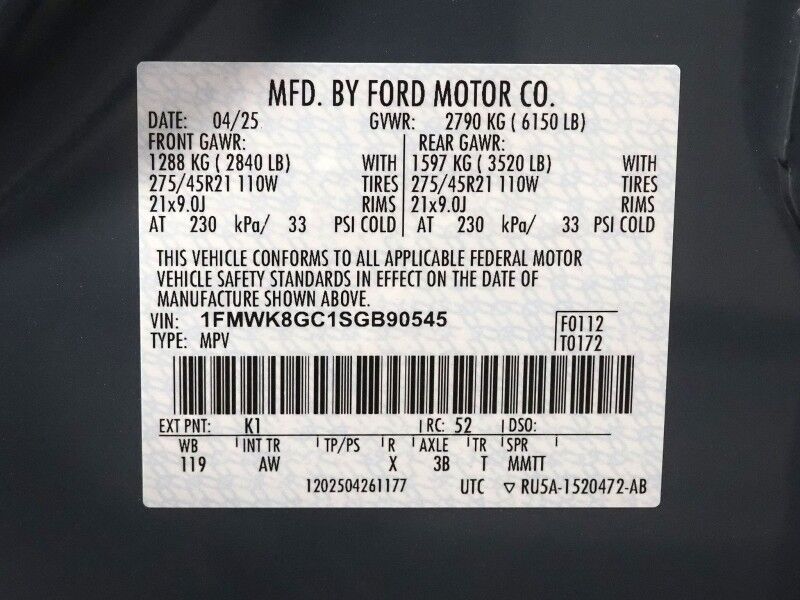 MFD. BY FORD MOTOR CO.
DATE: 04/25 GVWR: 2790 KG ( 6150 LB)
FRONT GAWR: REAR GAWR:
1288 KG ( 2840 LB) WITH 1597 KG ( 3520 LB) WITH
275/45R21 110W TIRES 275/45R21 110W TIRES
21x9.0J RIMS 21x9.0J RIMS
AT 230 kPa/ 33 PSI COLD AT 230 kPa/ 33 PSI COLD
THIS VEHICLE CONFORMS TO ALL APPLICABLE FEDERAL MOTOR
VEHICLE SAFETY STANDARDS IN EFFECT ON THE DATE OF
MANUFACTURE SHOWN ABOVE.
VIN: 1FMWK8GC1SGB90545 F0112
TYPE: MPV T0172
EXT PNT: K1 RC: 52 DSO:
WB INT TR TP/PS R AXLE TR SPR
119 AW X 3B T MMTT
1202504261177 UTC ▽ RU5A-1520472-AB